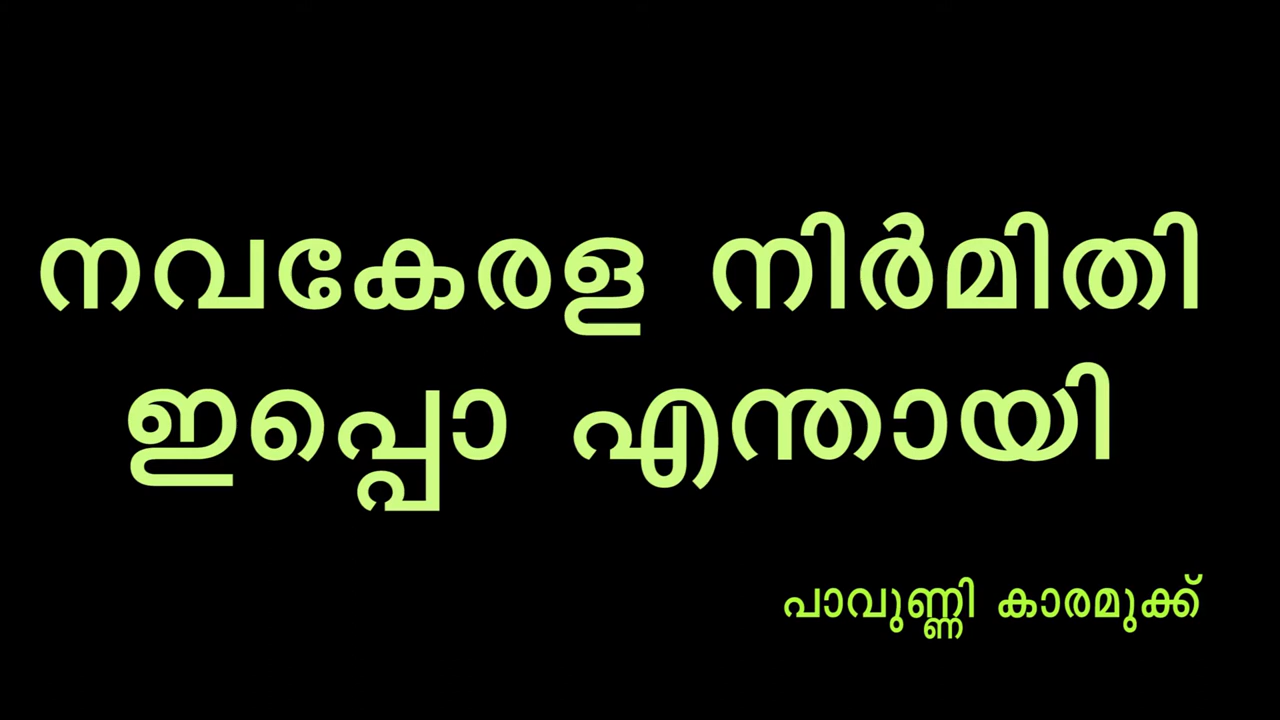 നവകേരള നിർമിതി
ഇപ്പൊ എന്തായി
പാവുണ്ണി കാരമുക്ക്